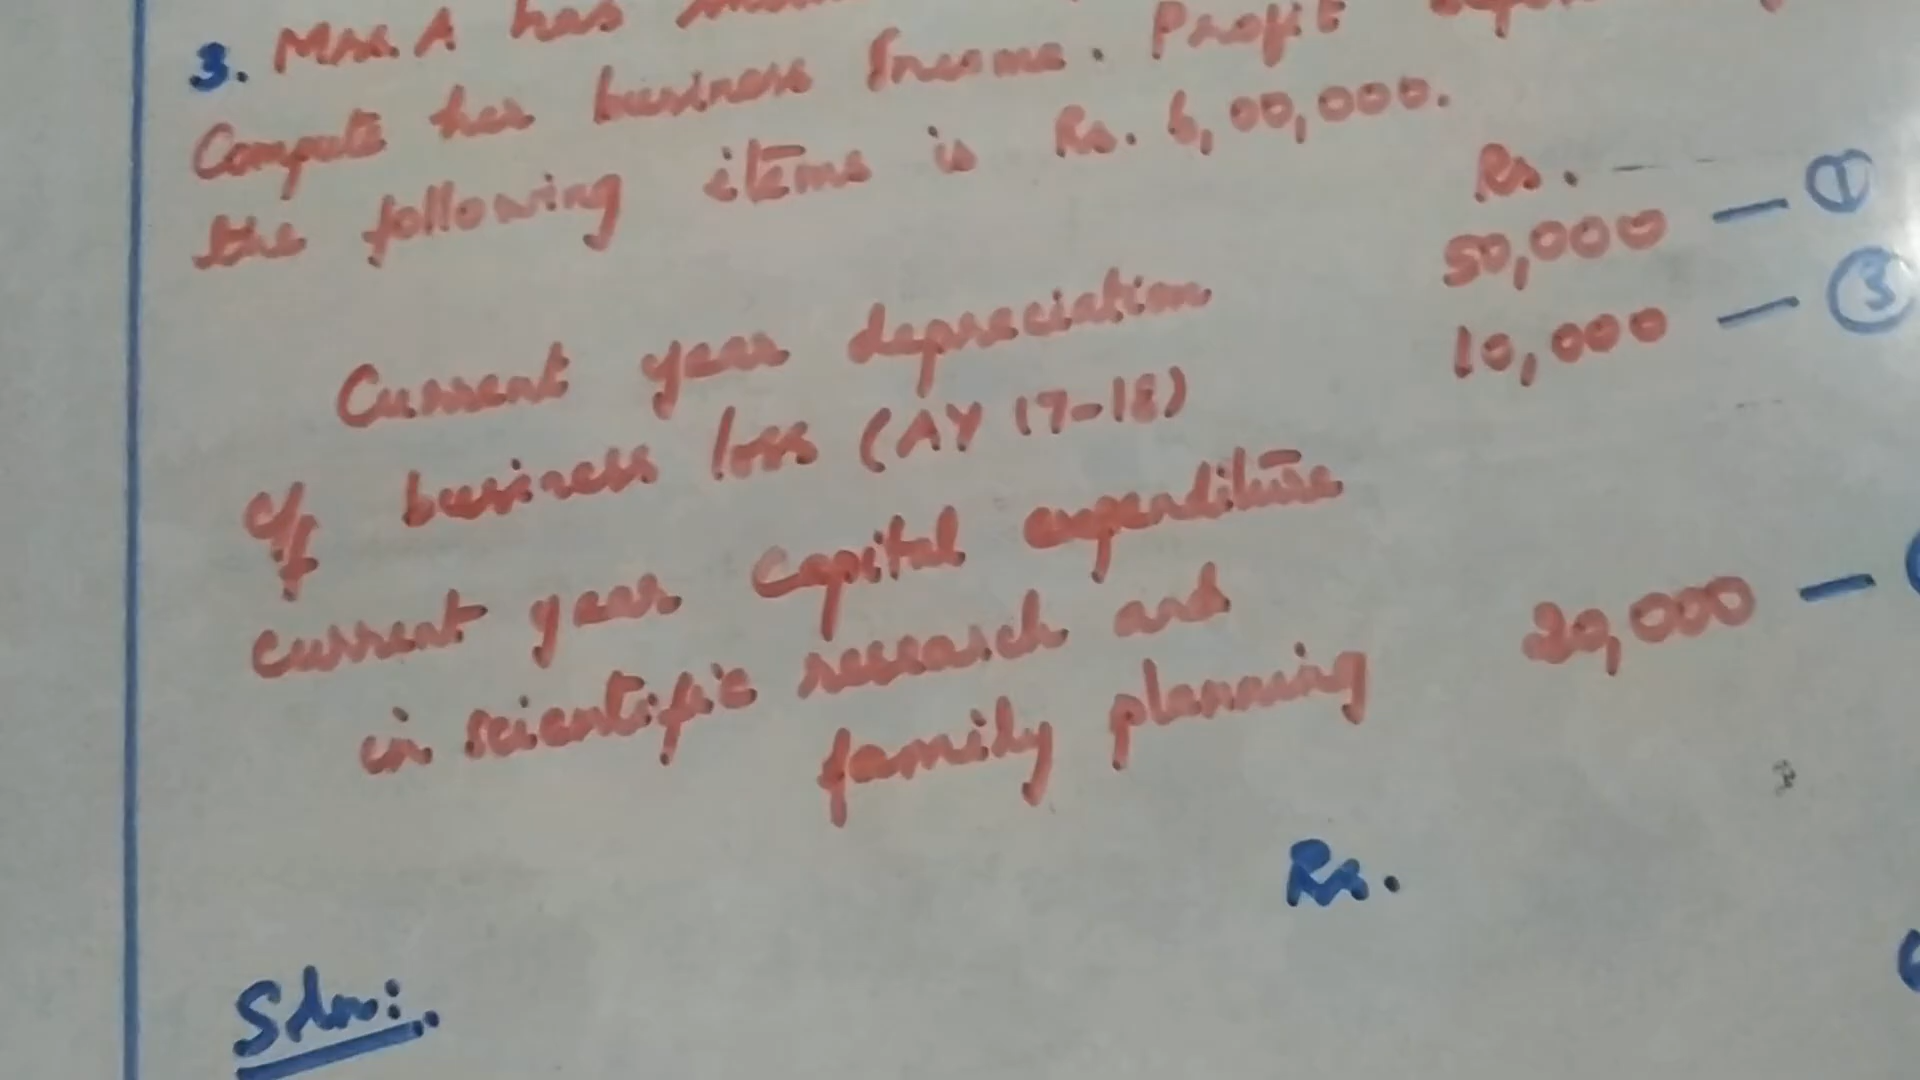 3. Mrs. A has
Compute her business Income. Profit
the following items is Rs. 6,00,000.
Rs.
Current year depreciation 50,000 — ①
c/f business loss (AY 17-18) 10,000 — ③
current year capital expenditure
in scientific research and
family planning 20,000 —
Rs.
Soln: